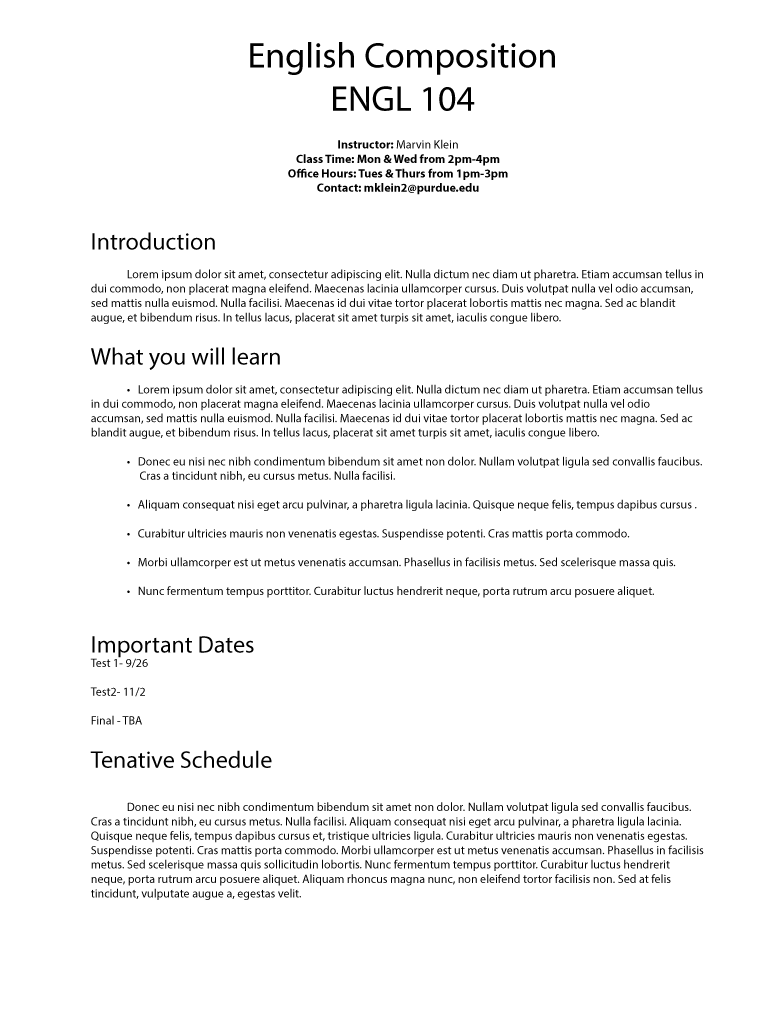 English Composition
ENGL 104
Instructor: Marvin Klein
Class Time: Mon & Wed from 2pm-4pm
Office Hours: Tues & Thurs from 1pm-3pm
Contact: mklein2@purdue.edu
Introduction
Lorem ipsum dolor sit amet, consectetur adipiscing elit. Nulla dictum nec diam ut pharetra. Etiam accumsan tellus in
dui commodo, non placerat magna eleifend. Maecenas lacinia ullamcorper cursus. Duis volutpat nulla vel odio accumsan,
sed mattis nulla euismod. Nulla facilisi. Maecenas id dui vitae tortor placerat lobortis mattis nec magna. Sed ac blandit
augue, et bibendum risus. In tellus lacus, placerat sit amet turpis sit amet, iaculis congue libero.
What you will learn
• Lorem ipsum dolor sit amet, consectetur adipiscing elit. Nulla dictum nec diam ut pharetra. Etiam accumsan tellus
in dui commodo, non placerat magna eleifend. Maecenas lacinia ullamcorper cursus. Duis volutpat nulla vel odio
accumsan, sed mattis nulla euismod. Nulla facilisi. Maecenas id dui vitae tortor placerat lobortis mattis nec magna. Sed ac
blandit augue, et bibendum risus. In tellus lacus, placerat sit amet turpis sit amet, iaculis congue libero.
• Donec eu nisi nec nibh condimentum bibendum sit amet non dolor. Nullam volutpat ligula sed convallis faucibus.
Cras a tincidunt nibh, eu cursus metus. Nulla facilisi.
• Aliquam consequat nisi eget arcu pulvinar, a pharetra ligula lacinia. Quisque neque felis, tempus dapibus cursus .
• Curabitur ultricies mauris non venenatis egestas. Suspendisse potenti. Cras mattis porta commodo.
• Morbi ullamcorper est ut metus venenatis accumsan. Phasellus in facilisis metus. Sed scelerisque massa quis.
• Nunc fermentum tempus porttitor. Curabitur luctus hendrerit neque, porta rutrum arcu posuere aliquet.
Important Dates
Test 1- 9/26
Test2- 11/2
Final - TBA
Tenative Schedule
Donec eu nisi nec nibh condimentum bibendum sit amet non dolor. Nullam volutpat ligula sed convallis faucibus.
Cras a tincidunt nibh, eu cursus metus. Nulla facilisi. Aliquam consequat nisi eget arcu pulvinar, a pharetra ligula lacinia.
Quisque neque felis, tempus dapibus cursus et, tristique ultricies ligula. Curabitur ultricies mauris non venenatis egestas.
Suspendisse potenti. Cras mattis porta commodo. Morbi ullamcorper est ut metus venenatis accumsan. Phasellus in facilisis
metus. Sed scelerisque massa quis sollicitudin lobortis. Nunc fermentum tempus porttitor. Curabitur luctus hendrerit
neque, porta rutrum arcu posuere aliquet. Aliquam rhoncus magna nunc, non eleifend tortor facilisis non. Sed at felis
tincidunt, vulputate augue a, egestas velit.